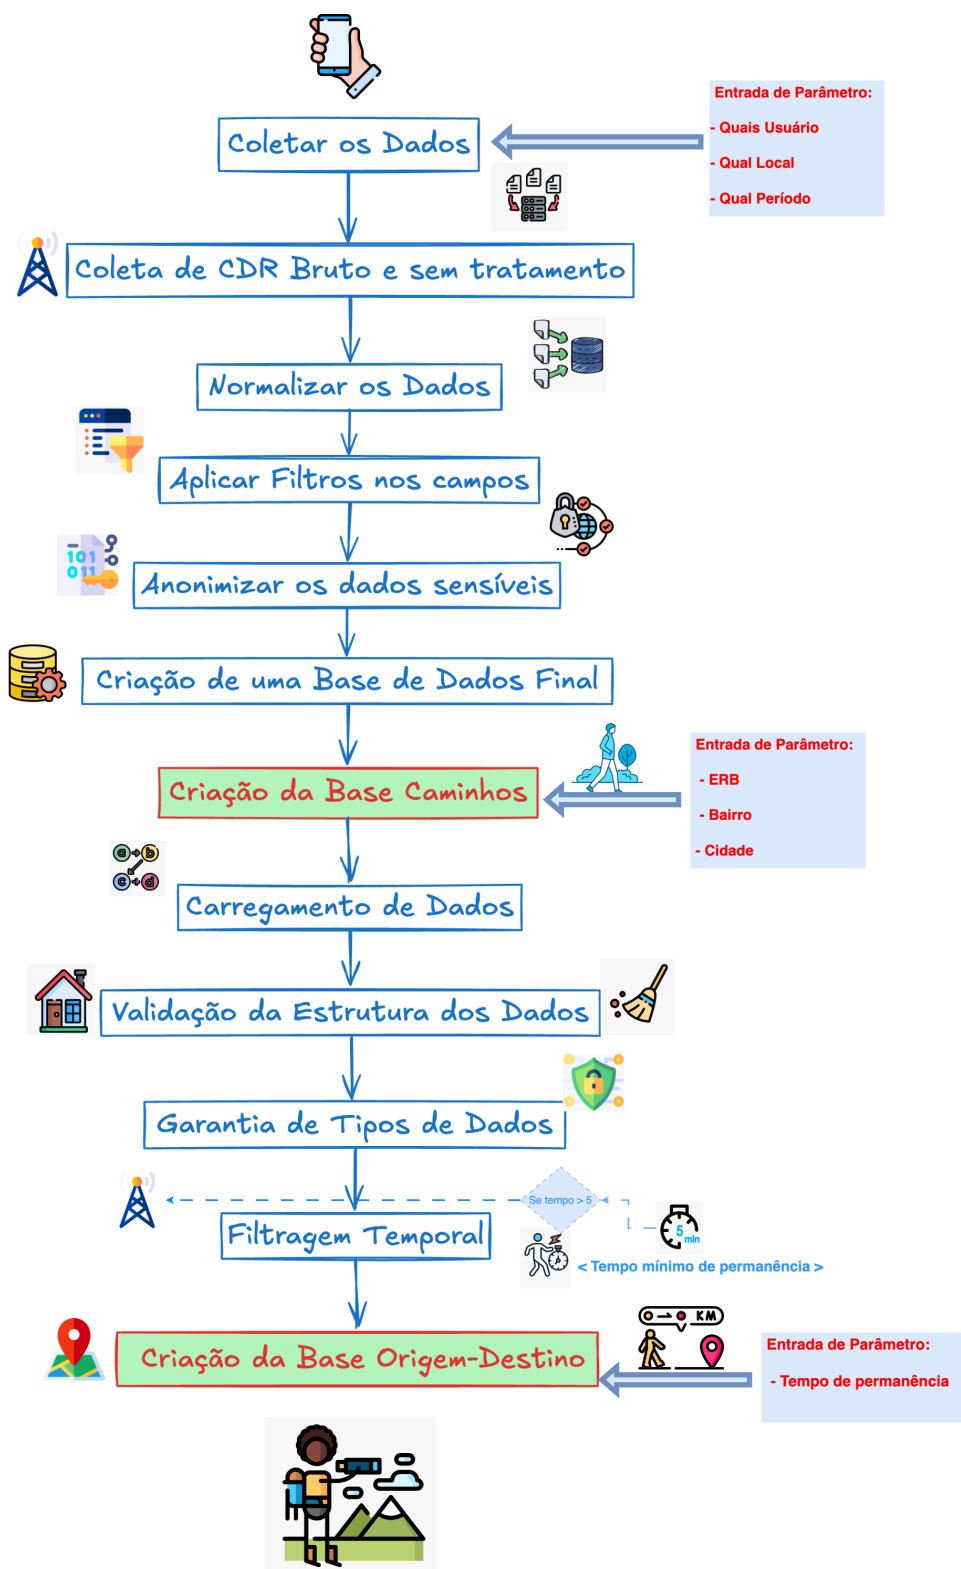 Entrada de Parâmetro:
- Quais Usuário
- Qual Local
- Qual Período
Coletar os Dados
Coleta de CDR Bruto e sem tratamento
Normalizar os Dados
Aplicar Filtros nos campos
101
011
Anonimizar os dados sensíveis
Criação de uma Base de Dados Final
Entrada de Parâmetro:
- ERB
- Bairro
- Cidade
Criação da Base Caminhos
a b
c d
Carregamento de Dados
Validação da Estrutura dos Dados
Garantia de Tipos de Dados
Se tempo > 5
5
min
Filtragem Temporal
< Tempo mínimo de permanência >
KM
Entrada de Parâmetro:
- Tempo de permanência
Criação da Base Origem-Destino